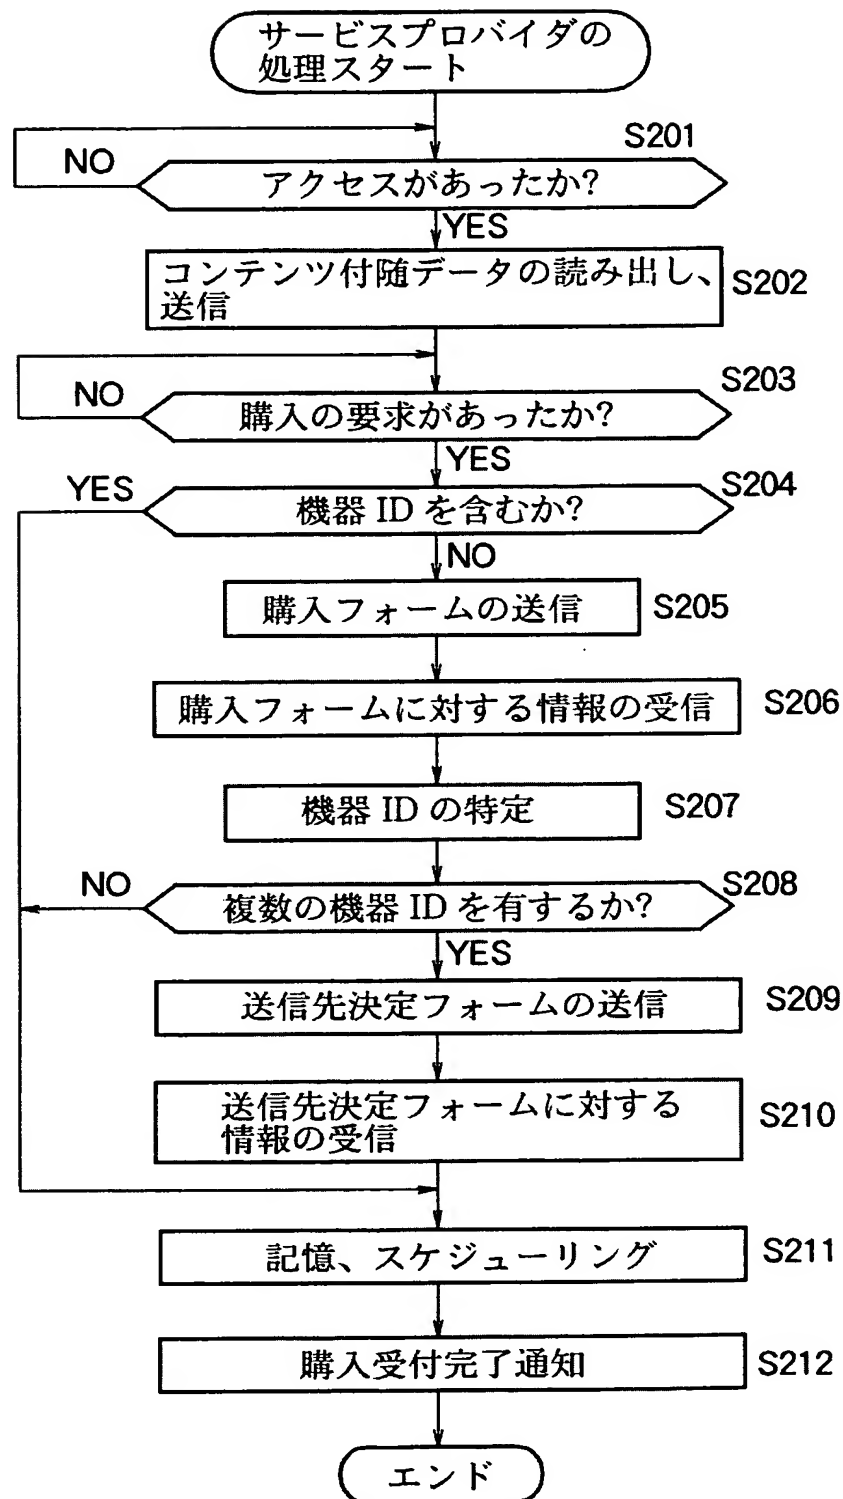 サービスプロバイダの
処理スタート
S201
NO
アクセスがあったか?
YES
コンテンツ付随データの読み出し、
送信
S202
S203
NO
購入の要求があったか?
YES
YES
S204
機器 ID を含むか?
NO
購入フォームの送信
S205
購入フォームに対する情報の受信
S206
機器 ID の特定
S207
NO
S208
複数の機器 ID を有するか?
YES
送信先決定フォームの送信
S209
送信先決定フォームに対する
情報の受信
S210
記憶、スケジューリング
S211
購入受付完了通知
S212
エンド